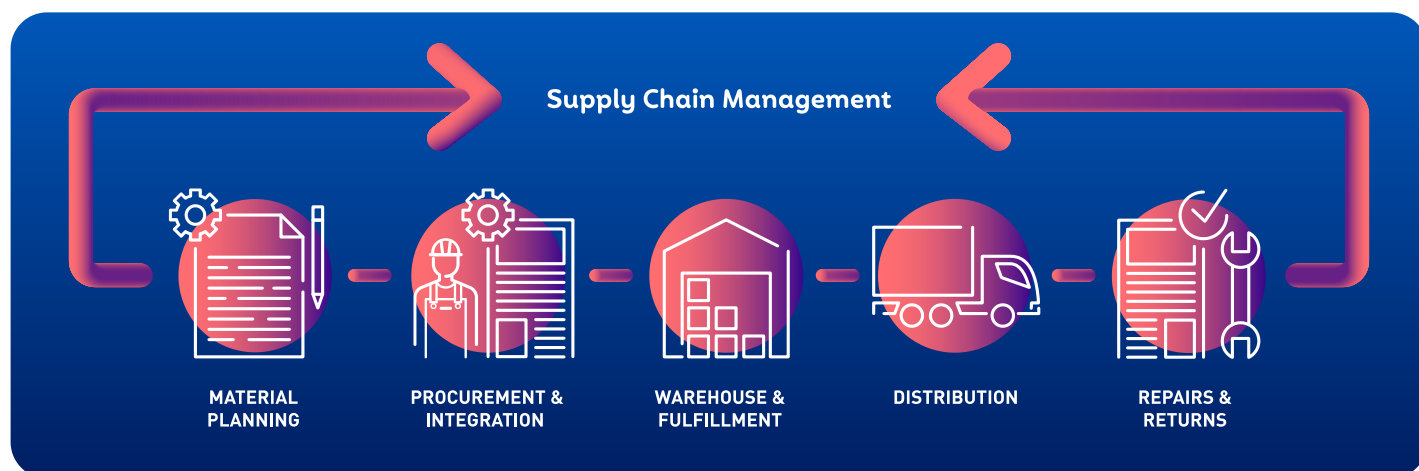 Supply Chain Management
MATERIAL
PLANNING
PROCUREMENT &
INTEGRATION
WAREHOUSE &
FULFILLMENT
DISTRIBUTION
REPAIRS &
RETURNS